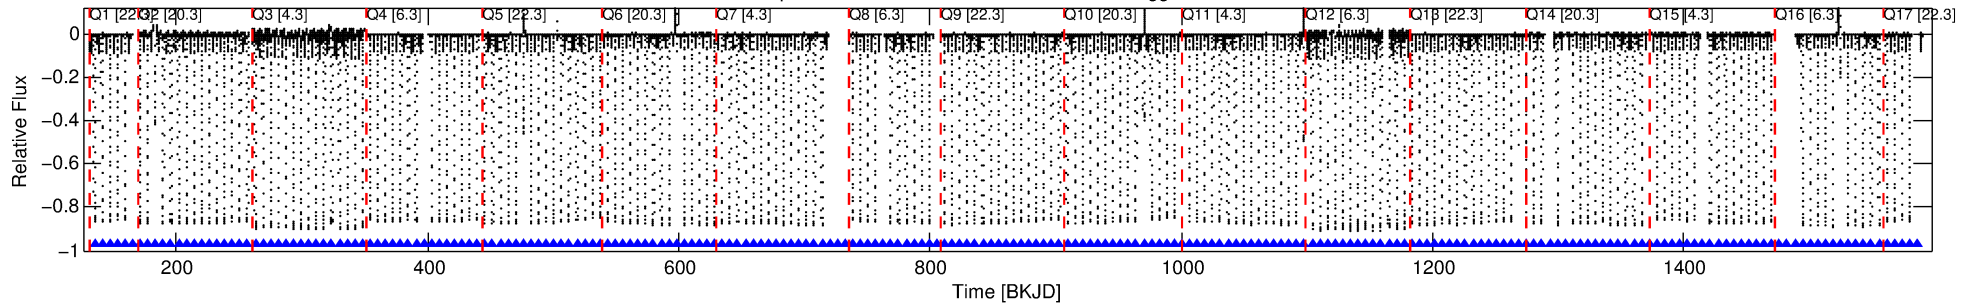 Q1 [22 Q2 [20.3] Q3 [4.3] Q4 [6.3] Q5 [22.3] Q6 [20.3] Q7 [4.3] Q8 [6.3] Q9 [22.3] Q10 [20.3] Q11 [4.3] Q12 [6.3] Q13 [22.3] Q14 [20.3] Q15 [4.3] Q16 [6.3] Q17 [22.3]
0
−0.2
−0.4
−0.6
−0.8
−1
Relative Flux
200 400 600 800 1000 1200 1400
Time [BKJD]